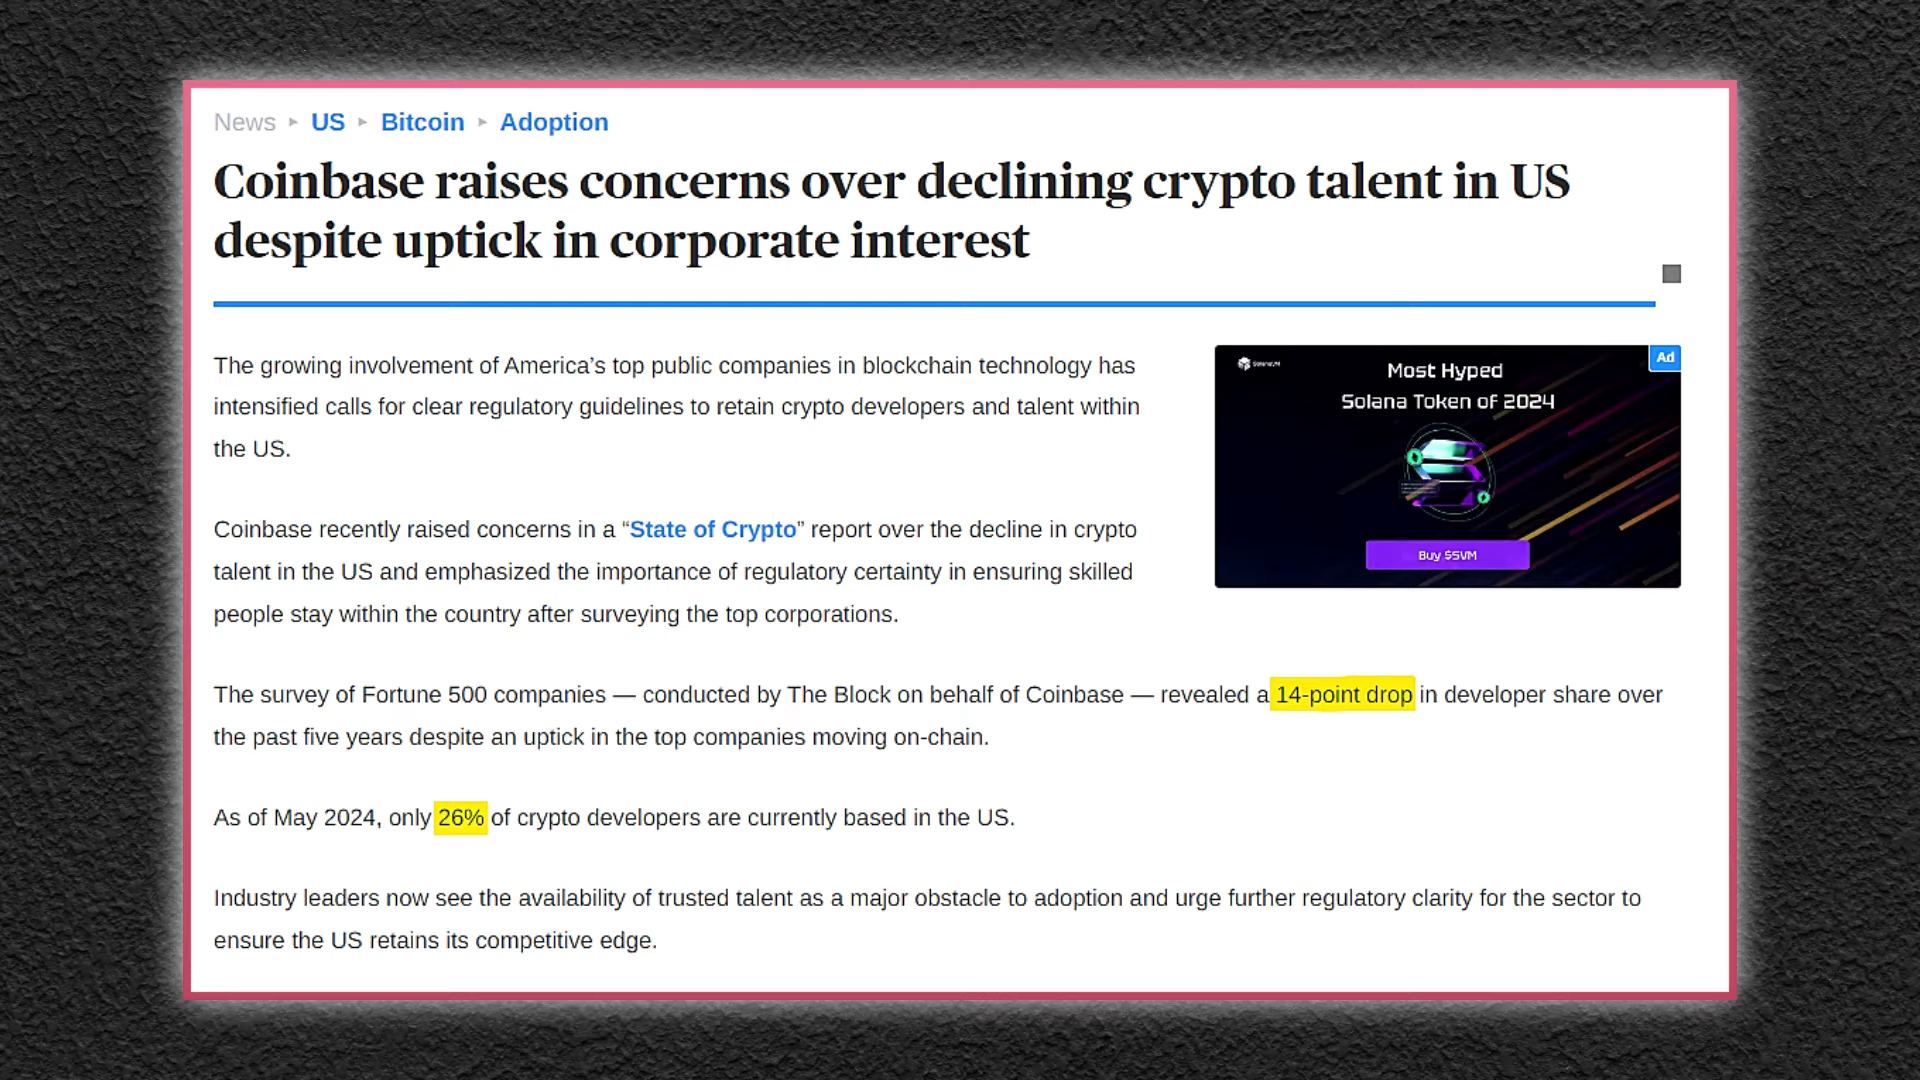 News ▸ US ▸ Bitcoin ▸ Adoption
Coinbase raises concerns over declining crypto talent in US
despite uptick in corporate interest
The growing involvement of America’s top public companies in blockchain technology has
intensified calls for clear regulatory guidelines to retain crypto developers and talent within
the US.
Ad
Most Hyped
Solana Token of 2024
Buy $SVM
Coinbase recently raised concerns in a “State of Crypto” report over the decline in crypto
talent in the US and emphasized the importance of regulatory certainty in ensuring skilled
people stay within the country after surveying the top corporations.
The survey of Fortune 500 companies — conducted by The Block on behalf of Coinbase — revealed a 14-point drop in developer share over
the past five years despite an uptick in the top companies moving on-chain.
As of May 2024, only 26% of crypto developers are currently based in the US.
Industry leaders now see the availability of trusted talent as a major obstacle to adoption and urge further regulatory clarity for the sector to
ensure the US retains its competitive edge.